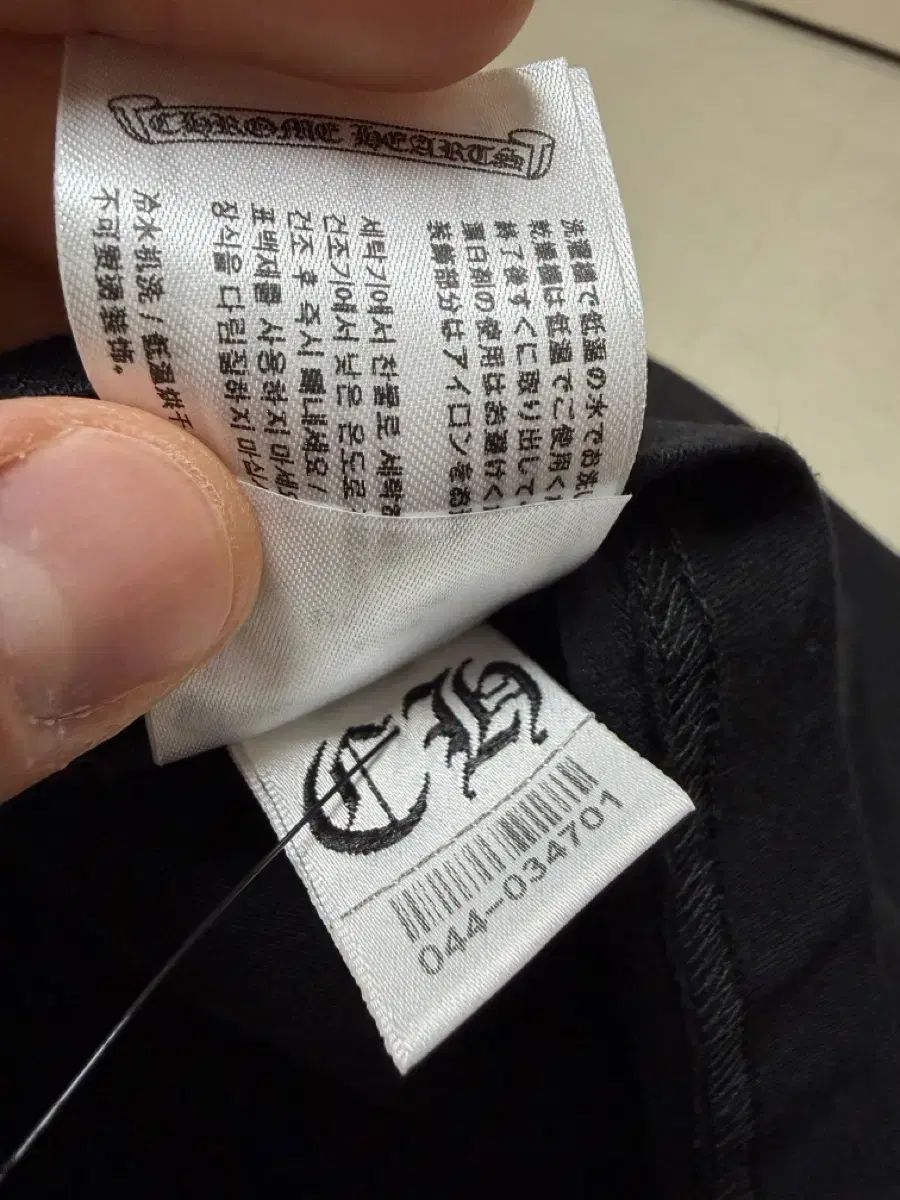 CHROME HEARTS
洗濯機で低温の水でお洗
乾燥機は低温でご使用く
終了後すぐに取り出して
漂白剤の使用はお避けく
装飾部分はアイロンをお
세탁기에서 찬물로
건조기에서 낮은 온도로
건조 후 즉시 빼내세요 /
표백제를 사용하지 마세
장식을 다림질하지 마십
冷水机洗 / 低温烘干
不可熨烫装饰。
CH
044-034701